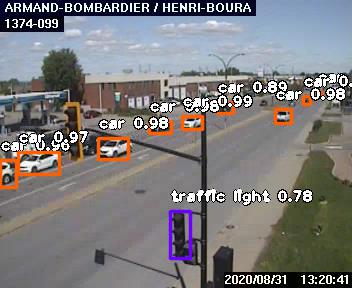 ARMAND-BOMBARDIER / HENRI-BOURA
1374-099
car 0.89
car 0.98
car 0.99
car 0.98
car 0.97
car 0.96
traffic light 0.78
2020/08/31 13:20:41